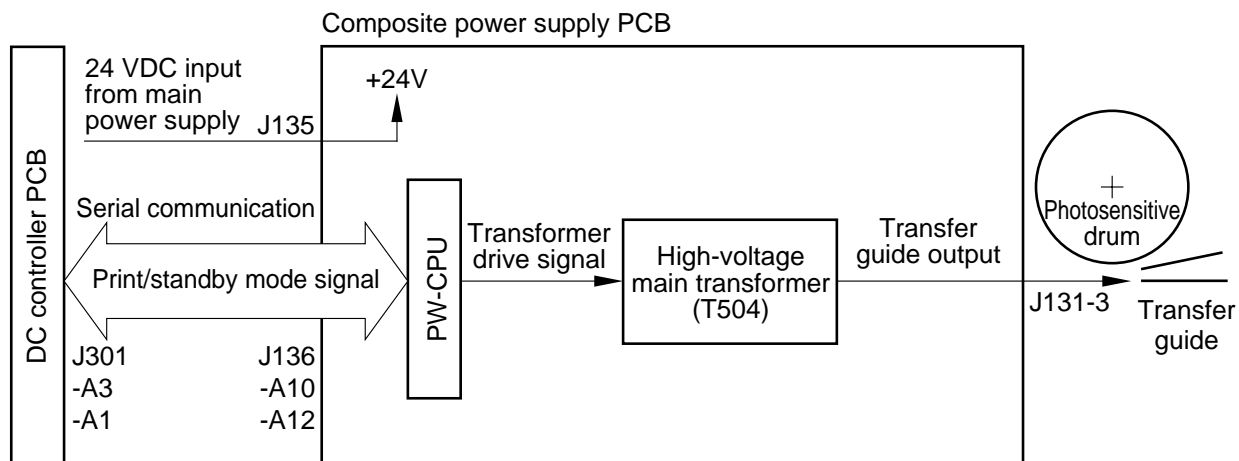 Composite power supply PCB
24 VDC input
from main
power supply
J135
+24V
DC controller PCB
Serial communication
Print/standby mode signal
J301
-A3
-A1
J136
-A10
-A12
PW-CPU
Transformer
drive signal
High-voltage
main transformer
(T504)
Transfer
guide output
J131-3
Photosensitive
drum
Transfer
guide